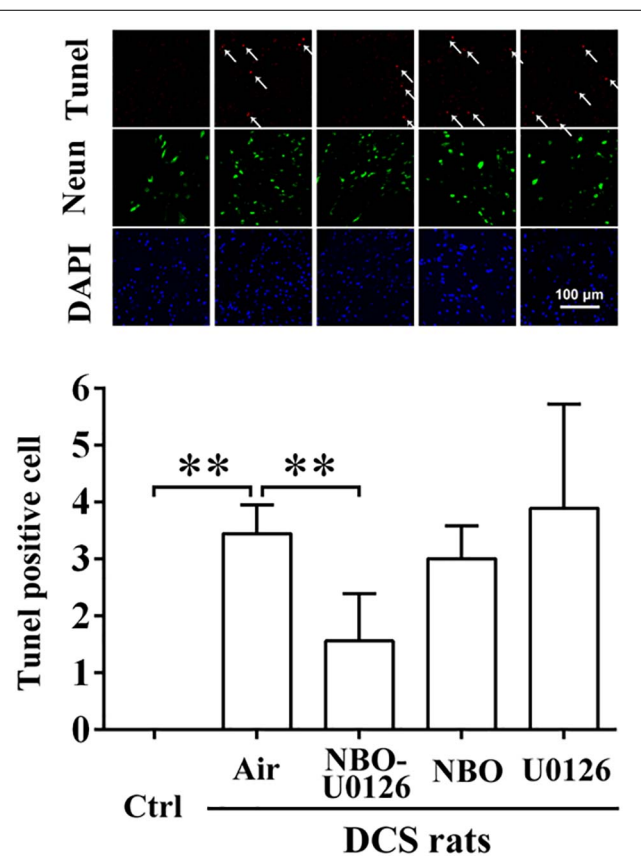 Tunel
Neun
DAPI
100 µm
Tunel positive cell
6
5
4
3
2
1
0
**
**
Ctrl
Air
NBO-
U0126
NBO
U0126
DCS rats